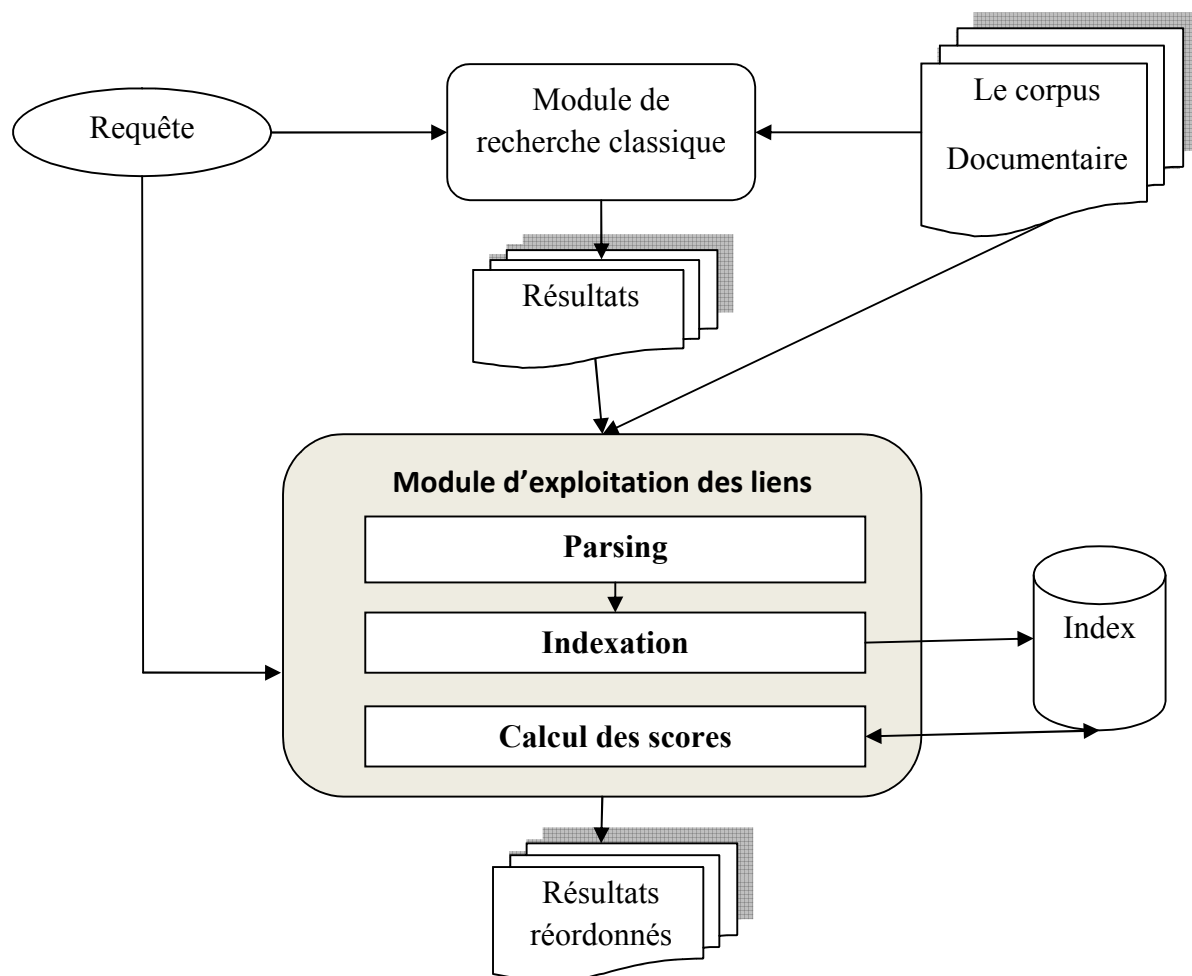 Requête
Module de
recherche classique
Le corpus
Documentaire
Résultats
Module d’exploitation des liens
Parsing
Indexation
Index
Calcul des scores
Résultats
réordonnés